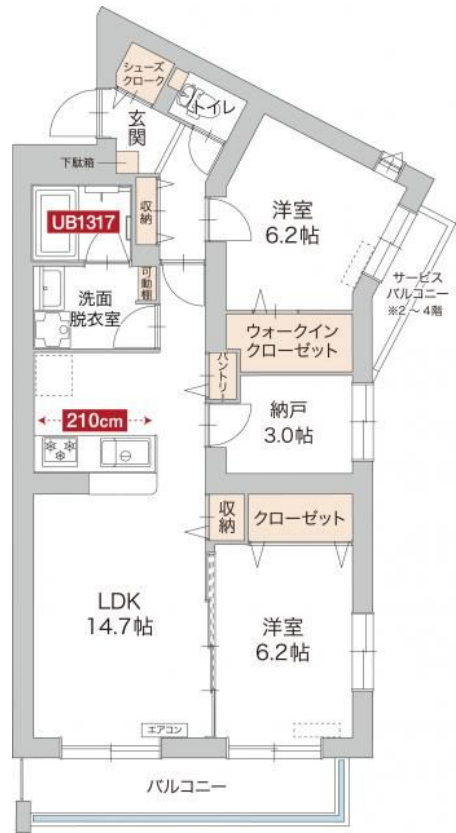 シューズ
クローク
トイレ
玄
関
下駄箱
収
納
UB1317
洋室
6.2帖
サービス
バルコニー
※2～4階
洗面
脱衣室
可
動
棚
ウォークイン
クローゼット
パントリー
納戸
3.0帖
210cm
収
納
クローゼット
LDK
14.7帖
洋室
6.2帖
エアコン
バルコニー